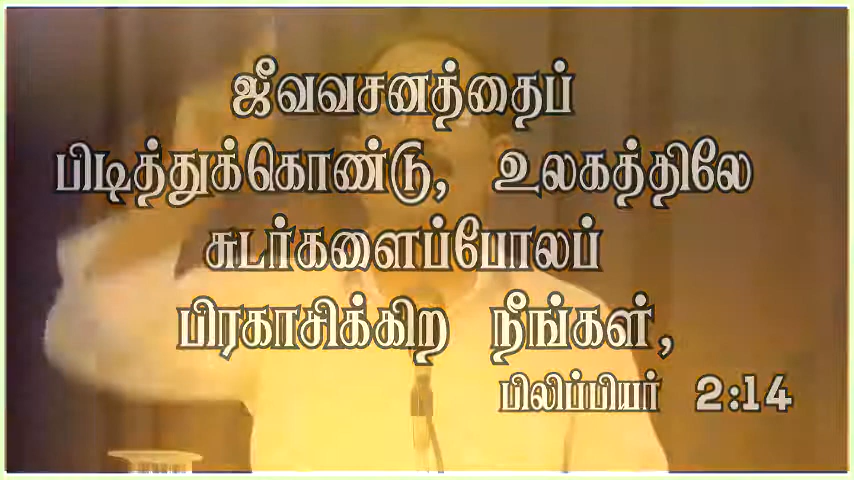 ஜீவவசனத்தைப்
பிடித்துக்கொண்டு, உலகத்திலே
சுடர்களைப்போலப்
பிரகாசிக்கிற நீங்கள்,
பிலிப்பியர் 2:14